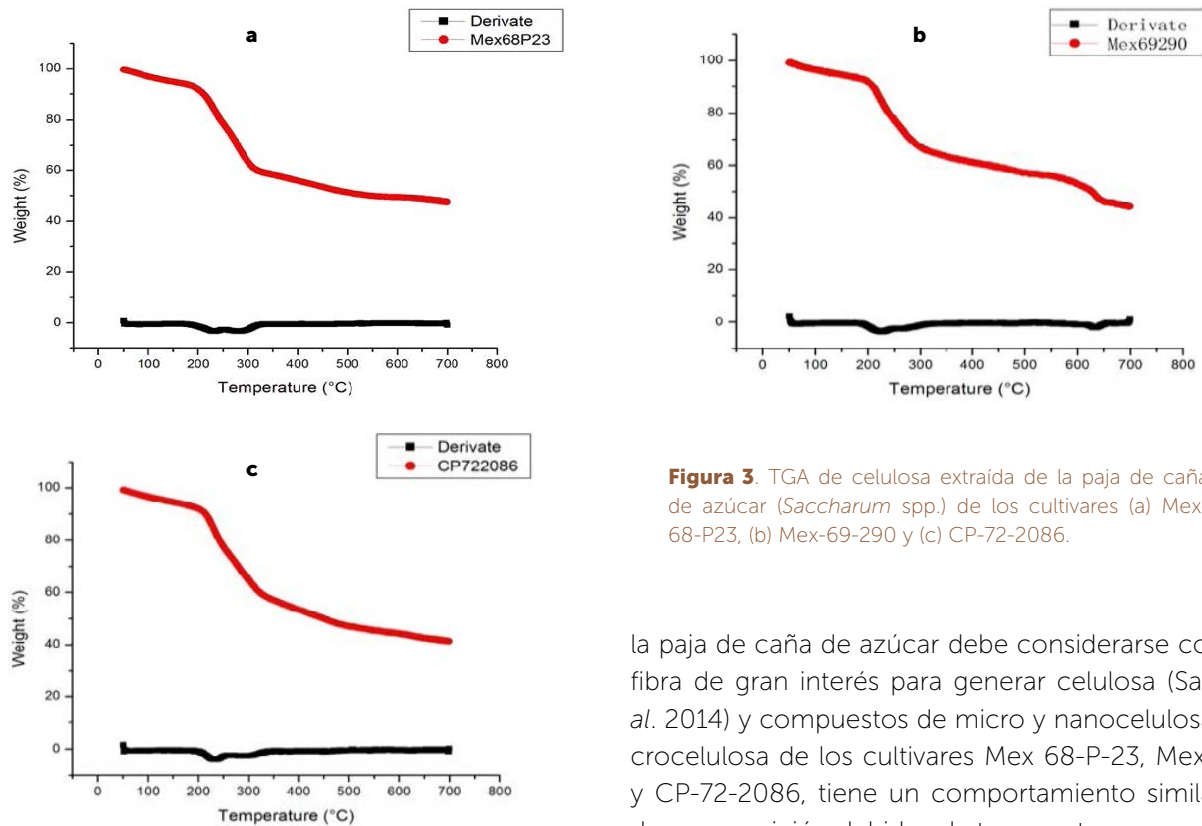 a
Derivate
Mex68P23
100
80
60
40
20
0
Weight (%)
0 100 200 300 400 500 600 700 800
Temperature (°C)
b
Derivate
Mex69290
100
80
60
40
20
0
Weight (%)
0 100 200 300 400 500 600 700 800
Temperature (°C)
c
Derivate
CP722086
100
80
60
40
20
0
Weight (%)
0 100 200 300 400 500 600 700 800
Temperature (°C)
Figura 3. TGA de celulosa extraída de la paja de caña
de azúcar (Saccharum spp.) de los cultivares (a) Mex-
68-P23, (b) Mex-69-290 y (c) CP-72-2086.
la paja de caña de azúcar debe considerarse co
fibra de gran interés para generar celulosa (Sa
al. 2014) y compuestos de micro y nanocelulos
crocelulosa de los cultivares Mex 68-P-23, Mex
y CP-72-2086, tiene un comportamiento simila